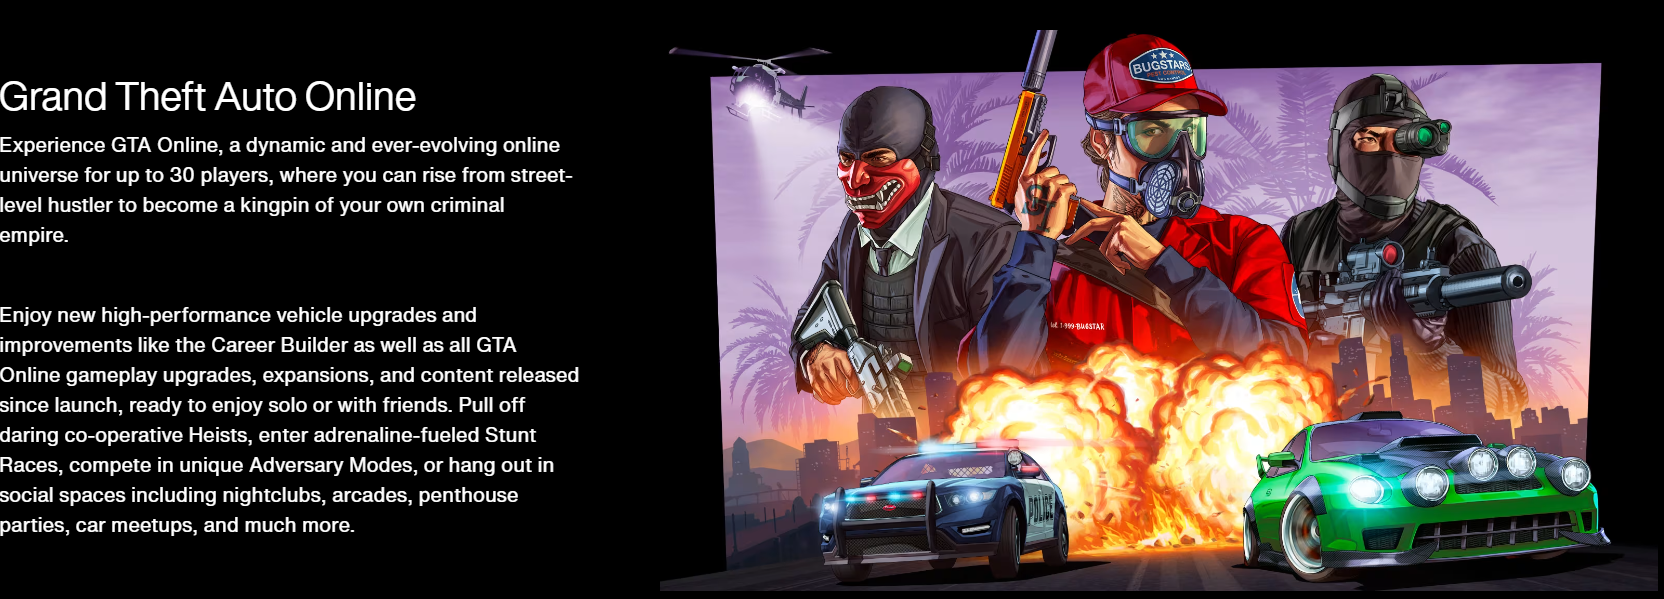 Grand Theft Auto Online
Experience GTA Online, a dynamic and ever-evolving online
universe for up to 30 players, where you can rise from street-
level hustler to become a kingpin of your own criminal
empire.
Enjoy new high-performance vehicle upgrades and
improvements like the Career Builder as well as all GTA
Online gameplay upgrades, expansions, and content released
since launch, ready to enjoy solo or with friends. Pull off
daring co-operative Heists, enter adrenaline-fueled Stunt
Races, compete in unique Adversary Modes, or hang out in
social spaces including nightclubs, arcades, penthouse
parties, car meetups, and much more.
BUGSTARS
PEST CONTROL
1-999-BUGSTAR
POLICE